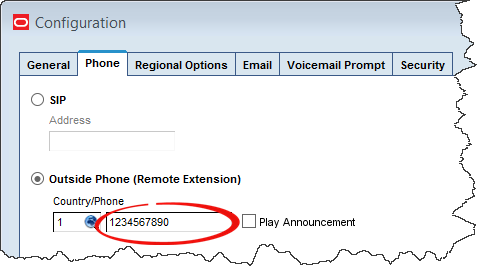 Configuration
General Phone Regional Options Email Voicemail Prompt Security
SIP
Address
Outside Phone (Remote Extension)
Country/Phone
1 1234567890 Play Announcement